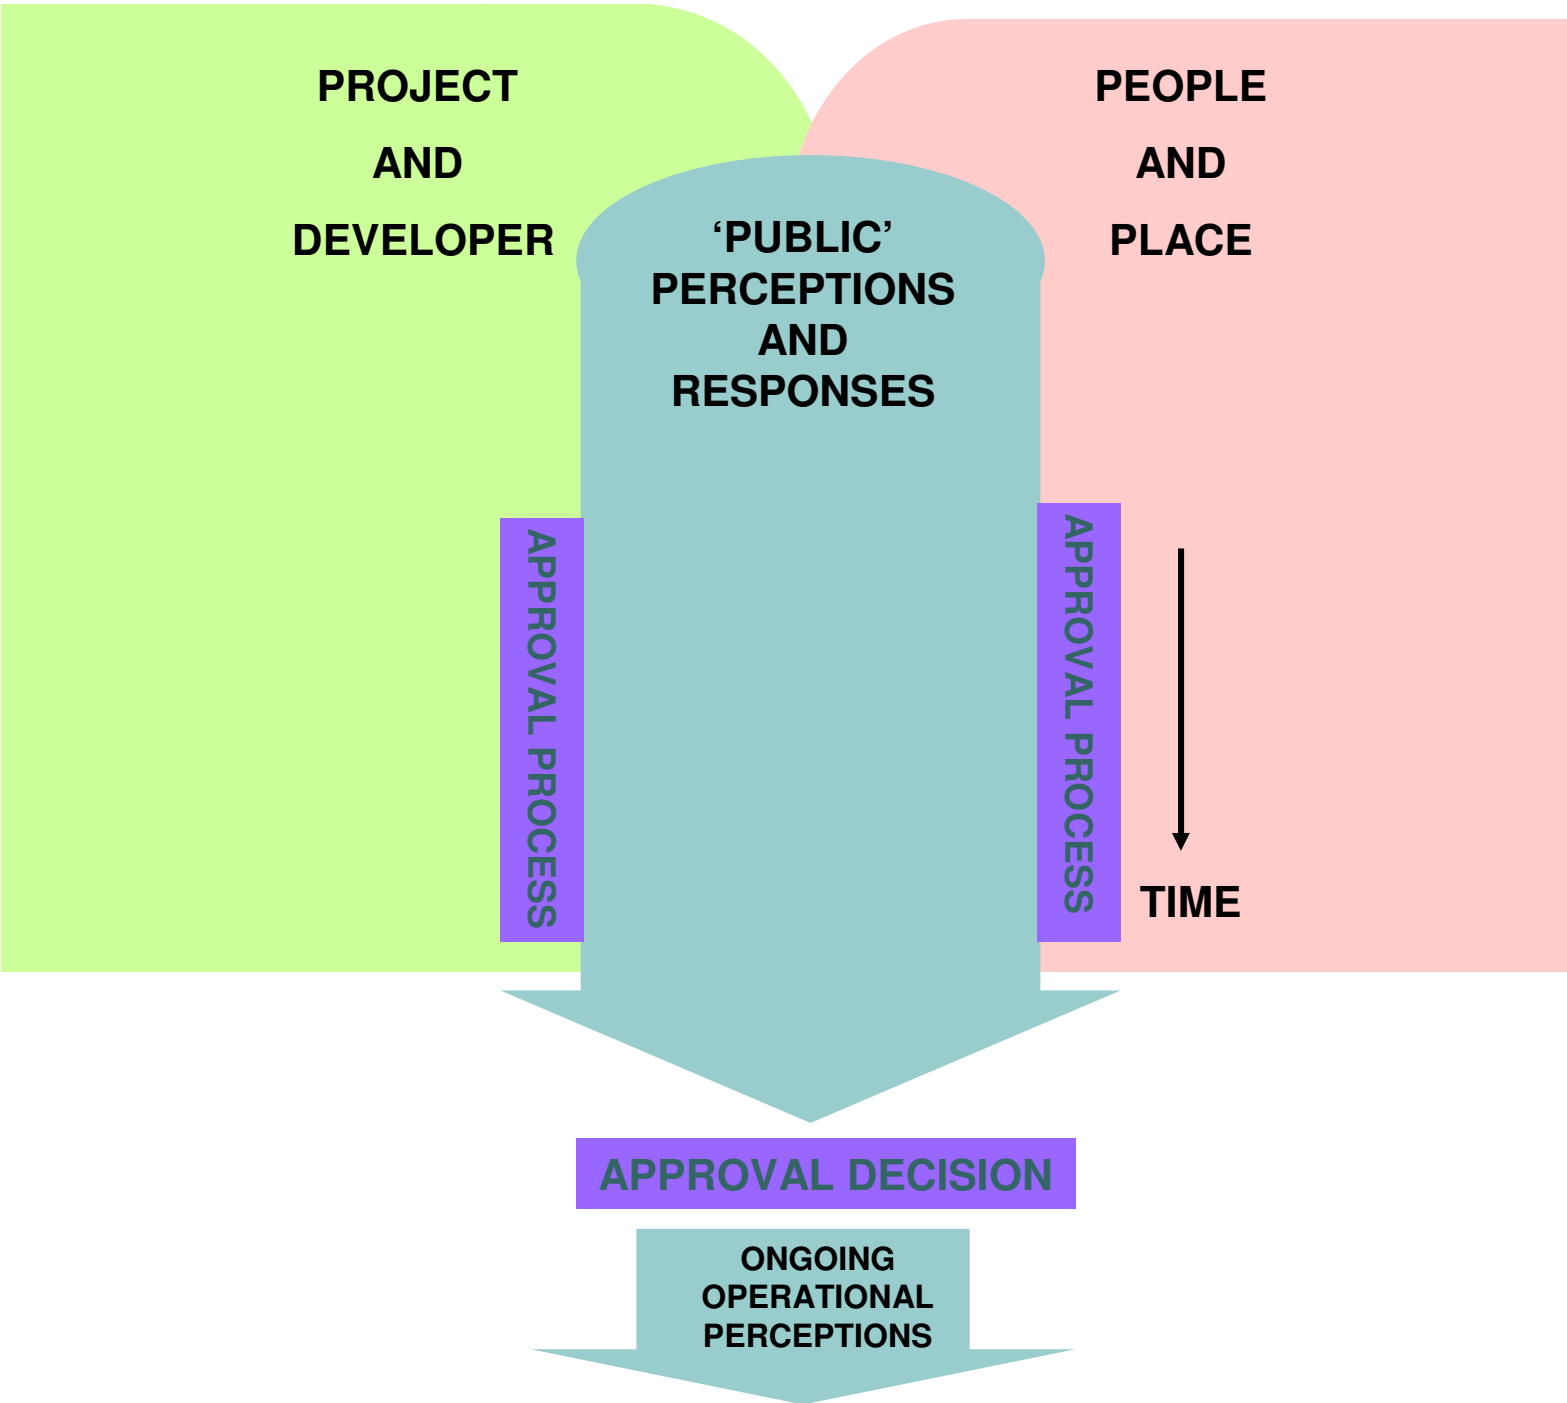 PROJECT
AND
DEVELOPER
PEOPLE
AND
PLACE
‘PUBLIC’
PERCEPTIONS
AND
RESPONSES
APPROVAL PROCESS
APPROVAL PROCESS
TIME
APPROVAL DECISION
ONGOING
OPERATIONAL
PERCEPTIONS